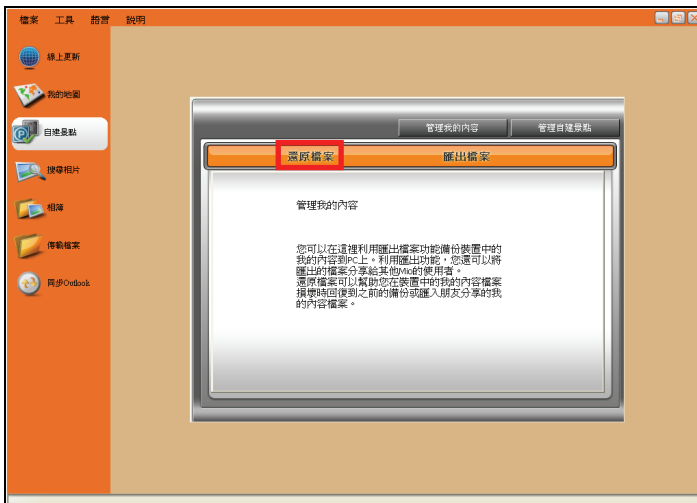 檔案 工具 語言 說明
線上更新
我的地圖
自建景點
搜尋相片
相簿
傳輸檔案
同步Outlook
管理我的內容 管理自建景點
還原檔案 匯出檔案
管理我的內容
您可以在這裡利用匯出檔案功能備份裝置中的
我的內容到PC上。利用匯出功能，您還可以將
匯出的檔案分享給其他Mio的使用者。
還原檔案可以幫助您在裝置中的我的內容檔案
損壞時回復到之前的備份或匯入朋友分享的我
的內容檔案。